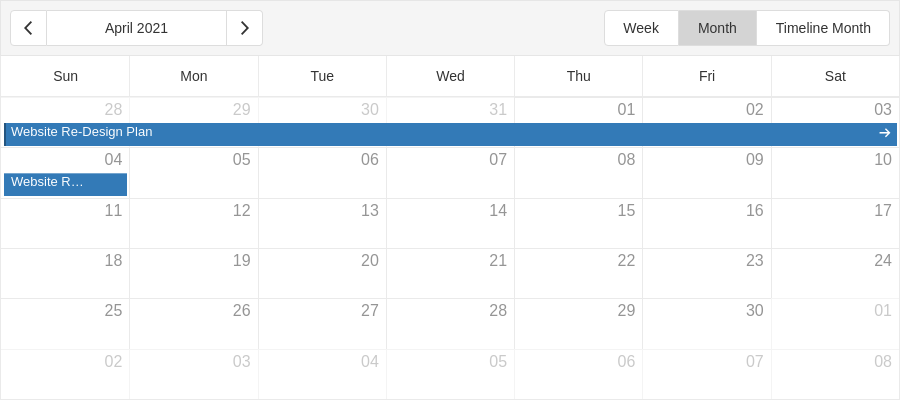 April 2021 Week Month Timeline Month
Sun Mon Tue Wed Thu Fri Sat
28 29 30 31 01 02 03
Website Re-Design Plan
04 05 06 07 08 09 10
Website R…
11 12 13 14 15 16 17
18 19 20 21 22 23 24
25 26 27 28 29 30 01
02 03 04 05 06 07 08